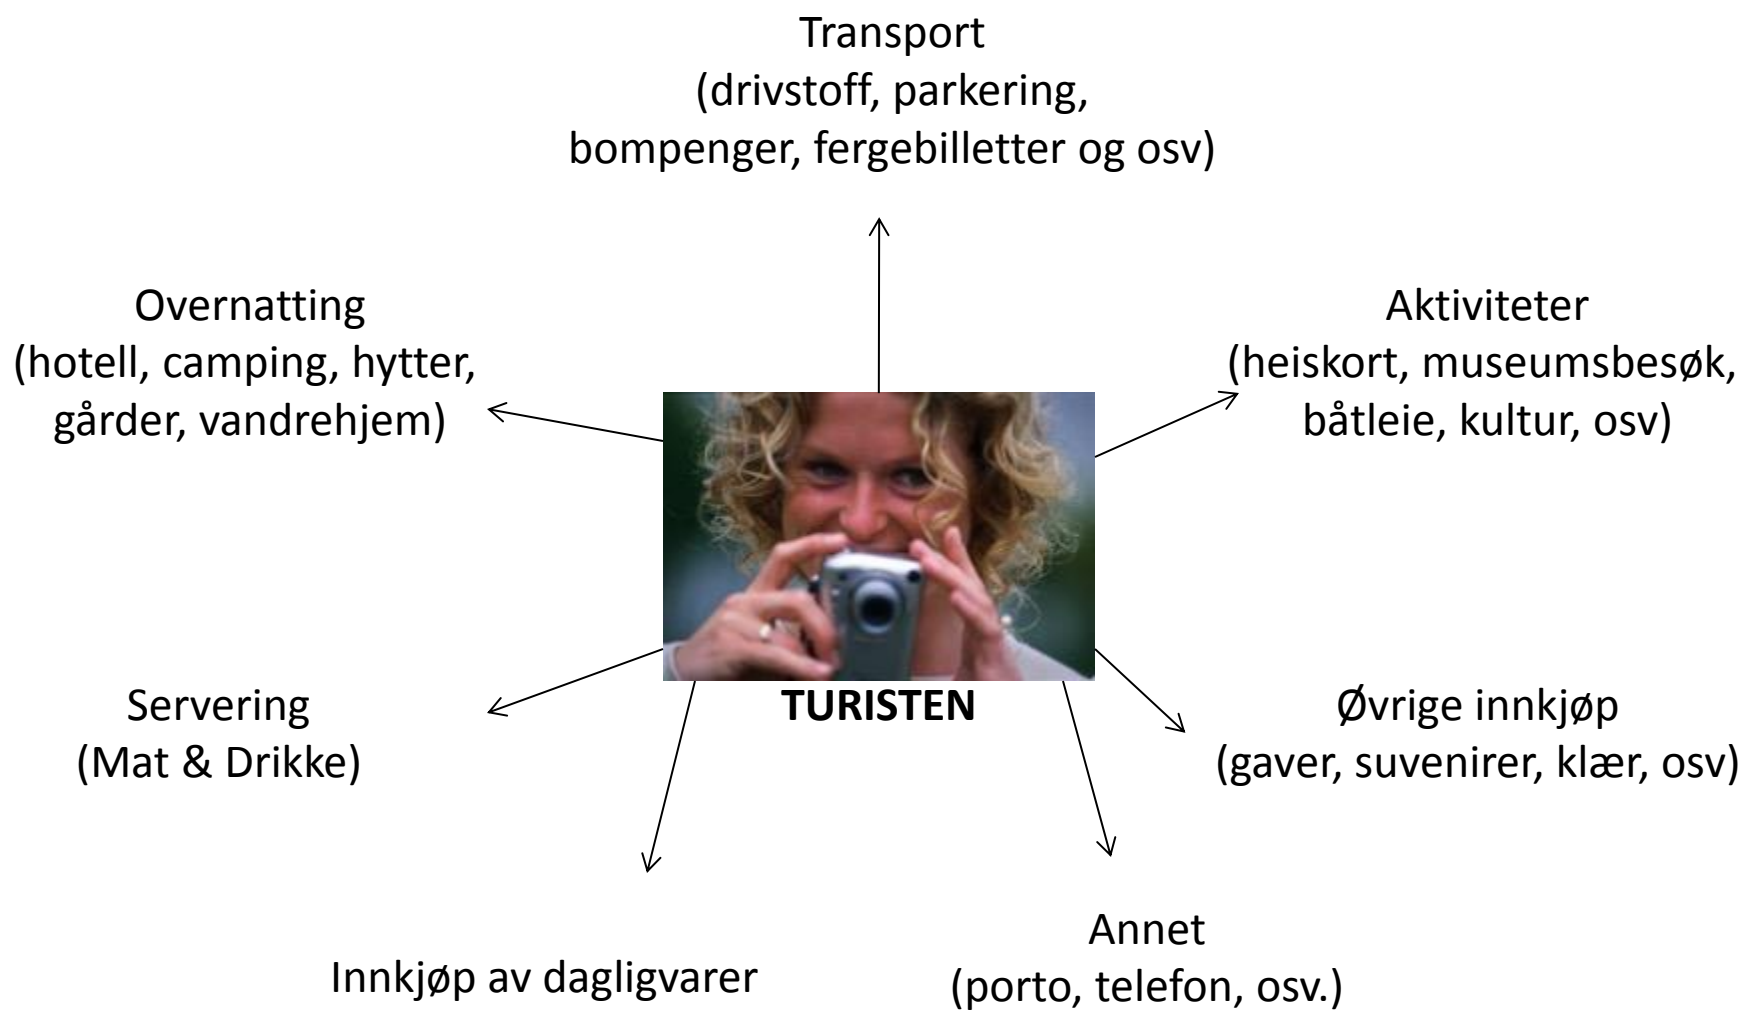 Transport
(drivstoff, parkering,
bompenger, fergebilletter og osv)
Overnatting
(hotell, camping, hytter,
gårder, vandrehjem)
Aktiviteter
(heiskort, museumsbesøk,
båtleie, kultur, osv)
TURISTEN
Servering
(Mat & Drikke)
Øvrige innkjøp
(gaver, suvenirer, klær, osv)
Innkjøp av dagligvarer
Annet
(porto, telefon, osv.)